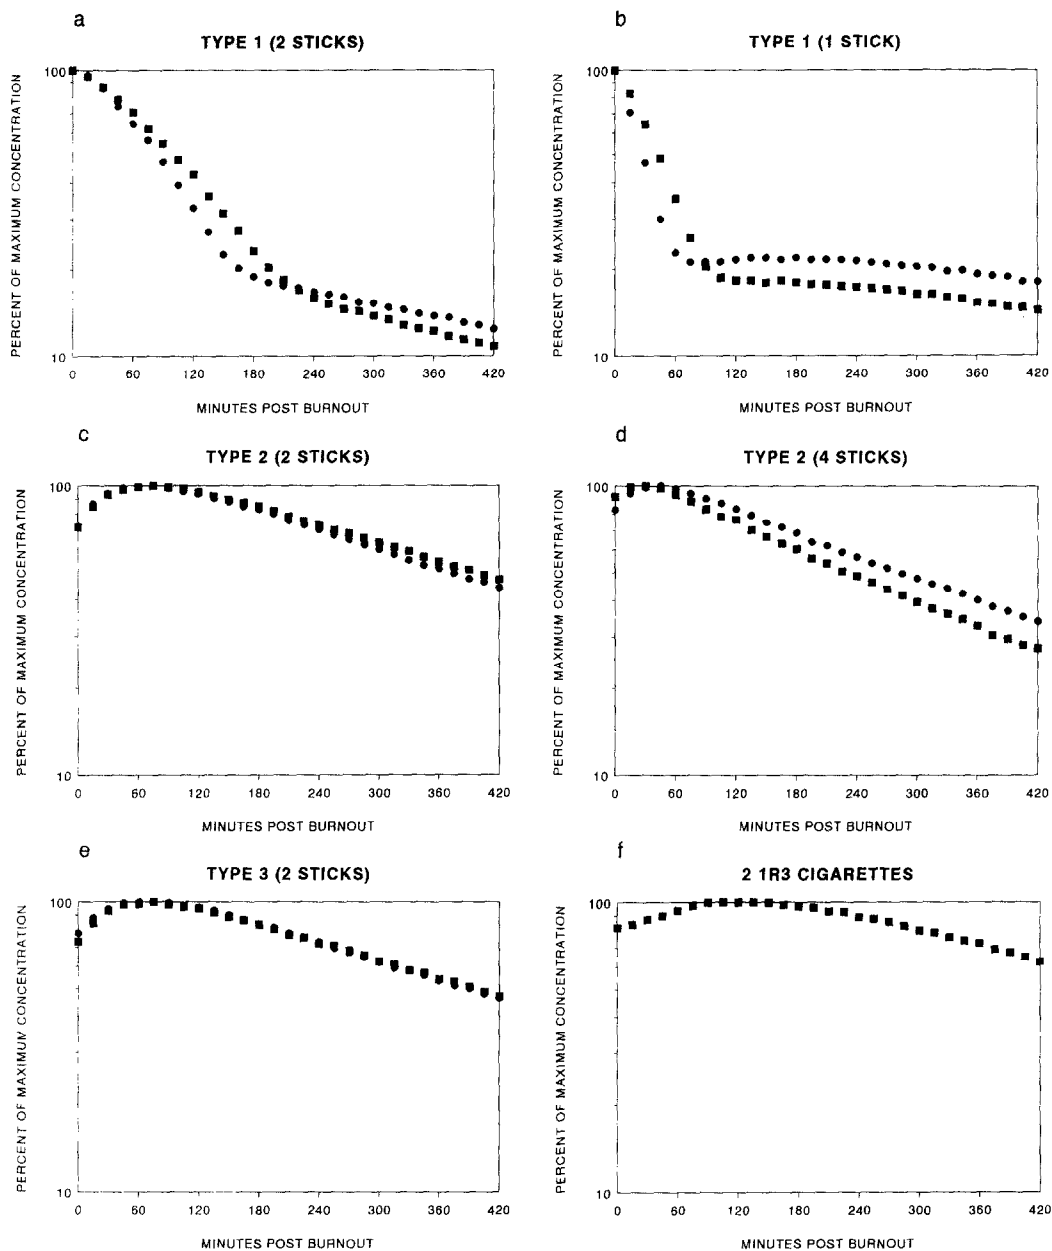 a
TYPE 1 (2 STICKS)
PERCENT OF MAXIMUM CONCENTRATION
100
10
0 60 120 180 240 300 360 420
MINUTES POST BURNOUT
b
TYPE 1 (1 STICK)
PERCENT OF MAXIMUM CONCENTRATION
100
10
0 60 120 180 240 300 360 420
MINUTES POST BURNOUT
c
TYPE 2 (2 STICKS)
PERCENT OF MAXIMUM CONCENTRATION
100
10
0 60 120 180 240 300 360 420
MINUTES POST BURNOUT
d
TYPE 2 (4 STICKS)
PERCENT OF MAXIMUM CONCENTRATION
100
10
0 60 120 180 240 300 360 420
MINUTES POST BURNOUT
e
TYPE 3 (2 STICKS)
PERCENT OF MAXIMUM CONCENTRATION
100
10
0 60 120 180 240 300 360 420
MINUTES POST BURNOUT
f
2 1R3 CIGARETTES
PERCENT OF MAXIMUM CONCENTRATION
100
10
0 60 120 180 240 300 360 420
MINUTES POST BURNOUT